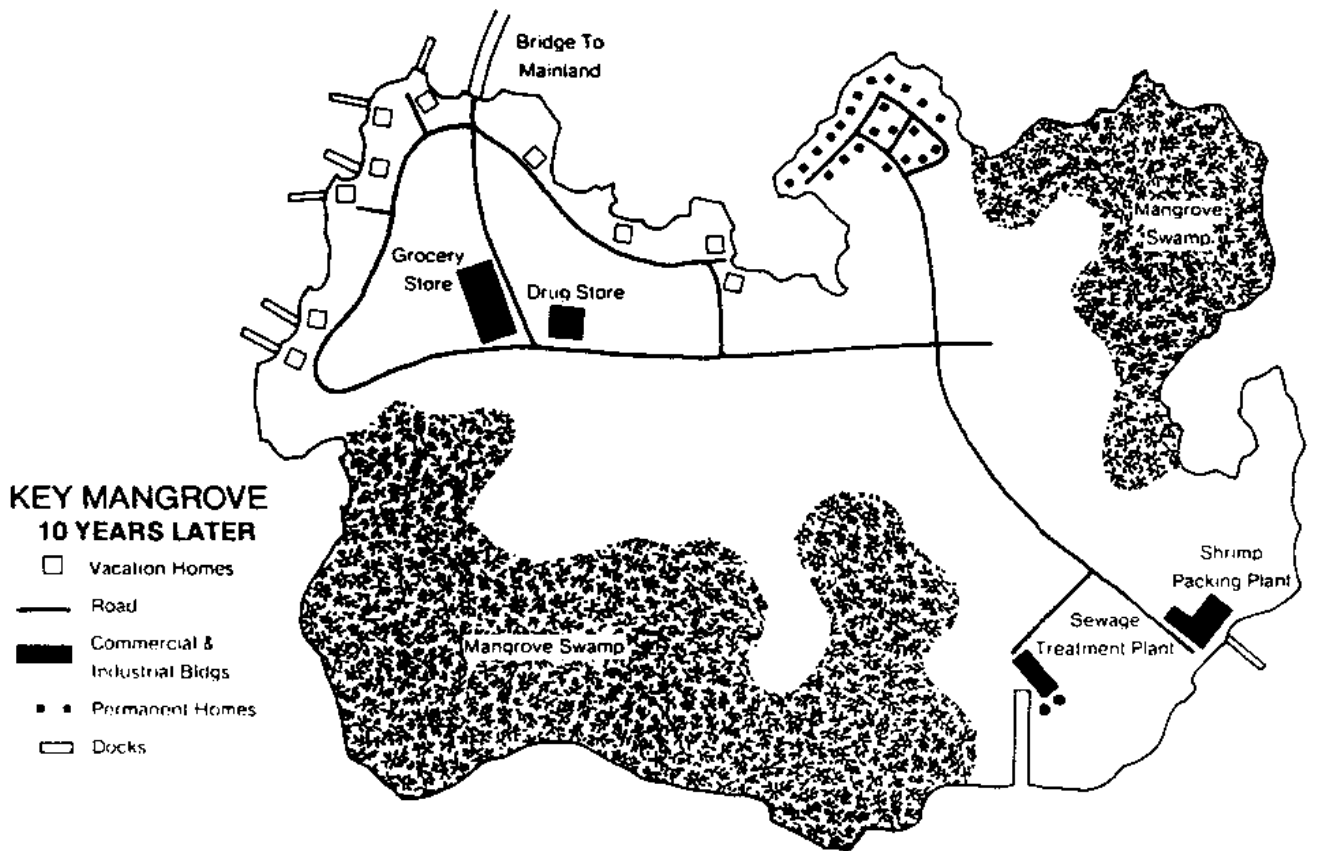 Bridge To
Mainland
Mangrove
Swamp
Grocery
Store
Drug Store
KEY MANGROVE
10 YEARS LATER
Vacation Homes
Road
Commercial &
Industrial Bldgs
Permanent Homes
Docks
Mangrove Swamp
Shrimp
Packing Plant
Sewage
Treatment Plant